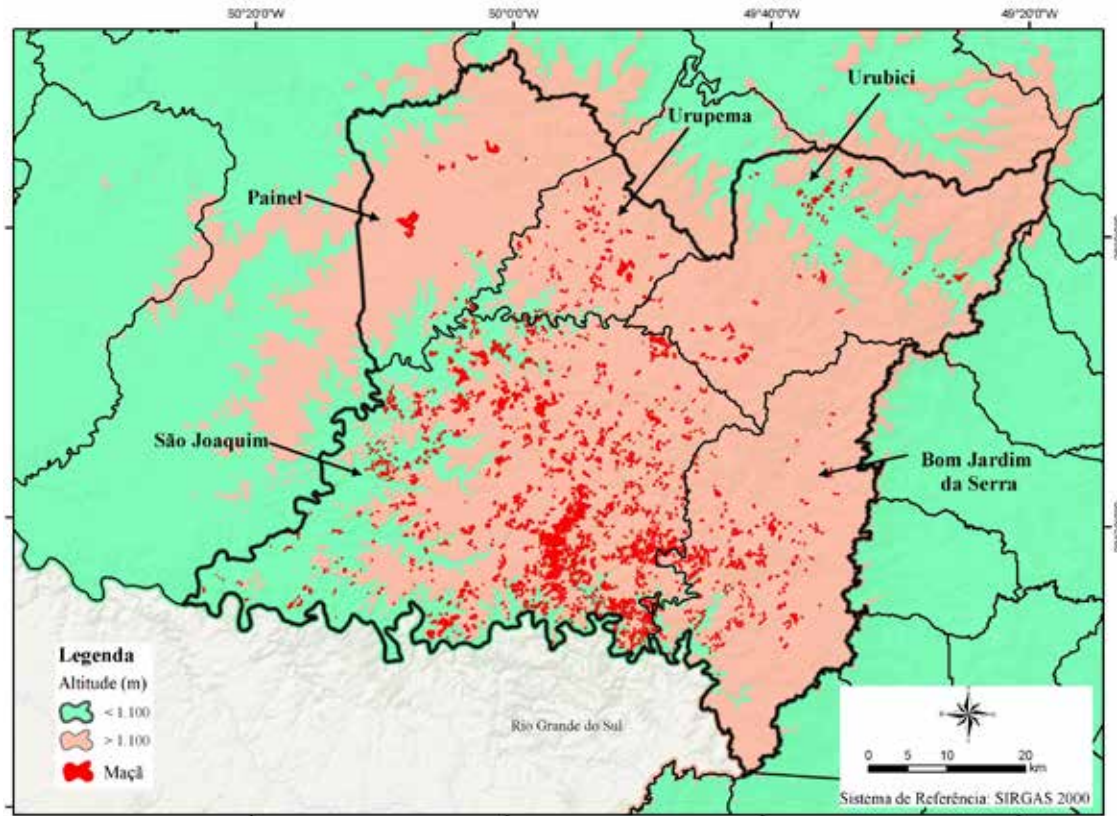 50°20'0"W
50°0'0"W
49°40'0"W
49°20'0"W
Urubici
Urupema
Painel
São Joaquim
Bom Jardim
da Serra
Legenda
Altitude (m)
< 1.100
> 1.100
Maçã
Rio Grande do Sul
0 5 10 20
km
Sistema de Referência: SIRGAS 2000